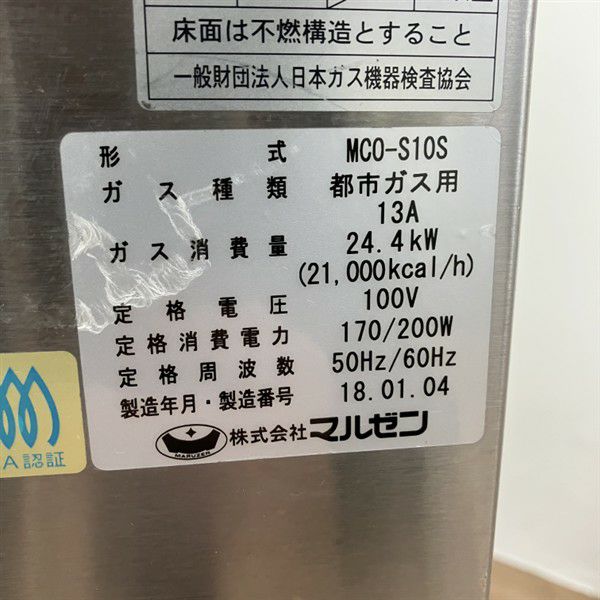 床面は不燃構造とすること
一般財団法人日本ガス機器検査協会
形式 MCO-S10S
ガス種類 都市ガス用
13A
ガス消費量 24.4kW
(21,000kcal/h)
定格電圧 100V
定格消費電力 170/200W
定格周波数 50Hz/60Hz
製造年月・製造番号 18.01.04
MARUZEN 株式会社マルゼン
A 認証